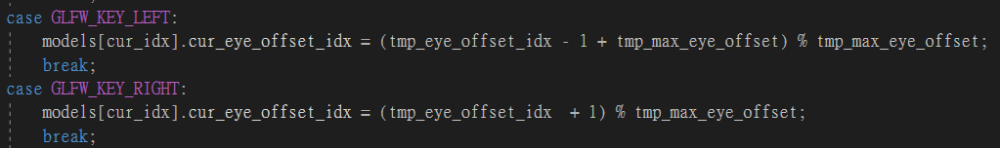 case GLFW_KEY_LEFT:
    models[cur_idx].cur_eye_offset_idx = (tmp_eye_offset_idx - 1 + tmp_max_eye_offset) % tmp_max_eye_offset;
    break;
case GLFW_KEY_RIGHT:
    models[cur_idx].cur_eye_offset_idx = (tmp_eye_offset_idx  + 1) % tmp_max_eye_offset;
    break;